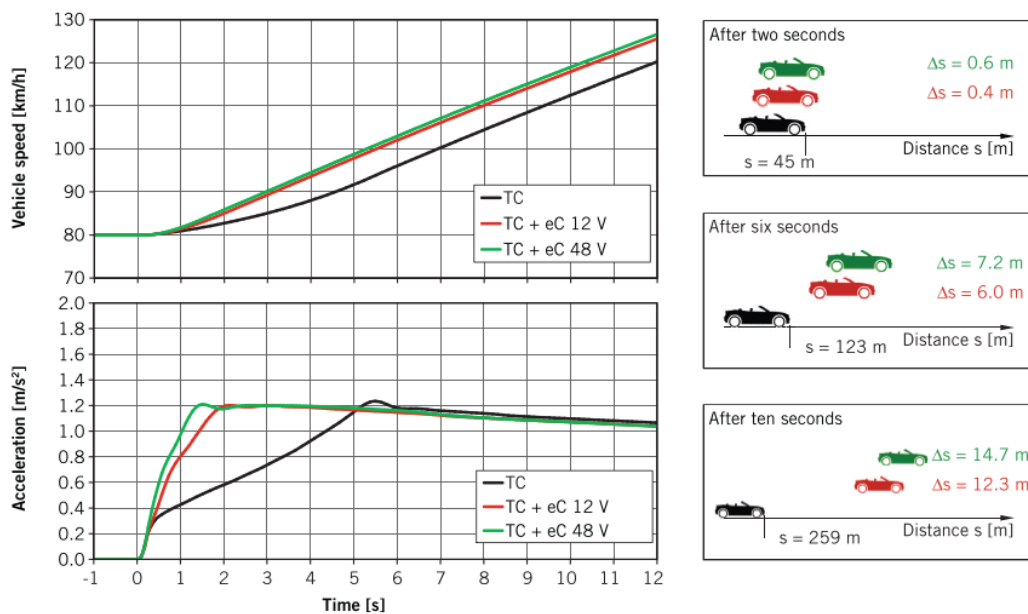 Vehicle speed [km/h]
130
120
110
100
90
80
70
TC
TC + eC 12 V
TC + eC 48 V
Acceleration [m/s²]
2.0
1.8
1.6
1.4
1.2
1.0
0.8
0.6
0.4
0.2
0.0
TC
TC + eC 12 V
TC + eC 48 V
-1 0 1 2 3 4 5 6 7 8 9 10 11 12
Time [s]
After two seconds
Δs = 0.6 m
Δs = 0.4 m
s = 45 m
Distance s [m]
After six seconds
Δs = 7.2 m
Δs = 6.0 m
s = 123 m
Distance s [m]
After ten seconds
Δs = 14.7 m
Δs = 12.3 m
s = 259 m
Distance s [m]